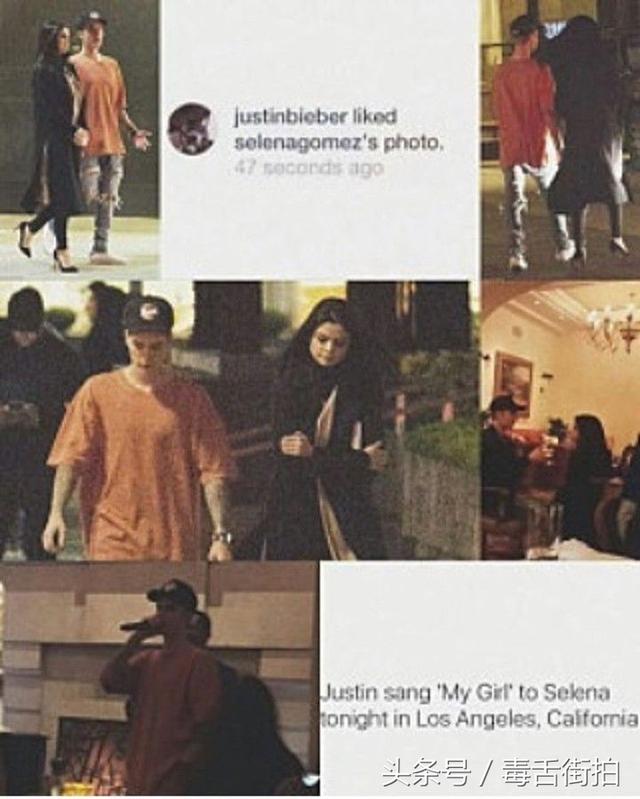 justinbieber liked
selenagomez's photo.
47 seconds ago
Justin sang 'My Girl' to Selena
tonight in Los Angeles, California
头条号 / 毒舌街拍